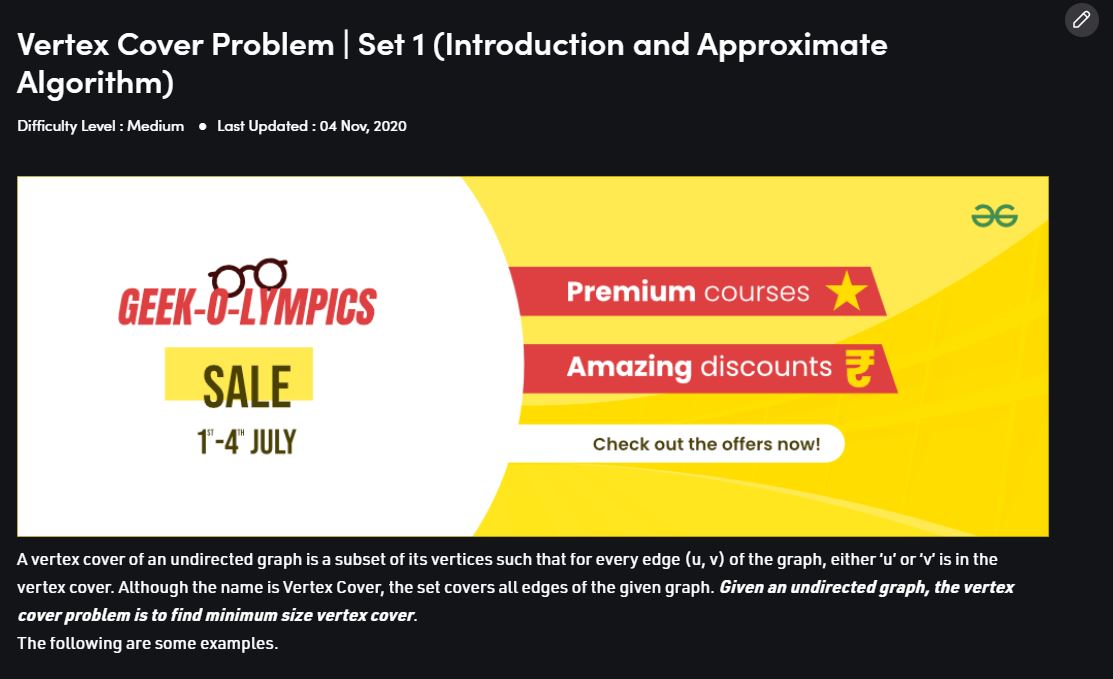 Vertex Cover Problem | Set 1 (Introduction and Approximate
Algorithm)
Difficulty Level : Medium ● Last Updated : 04 Nov, 2020
GEEK-O-LYMPICS
SALE
1ST-4TH JULY
Premium courses
Amazing discounts
Check out the offers now!
A vertex cover of an undirected graph is a subset of its vertices such that for every edge (u, v) of the graph, either ‘u’ or ‘v’ is in the
vertex cover. Although the name is Vertex Cover, the set covers all edges of the given graph. Given an undirected graph, the vertex
cover problem is to find minimum size vertex cover.
The following are some examples.